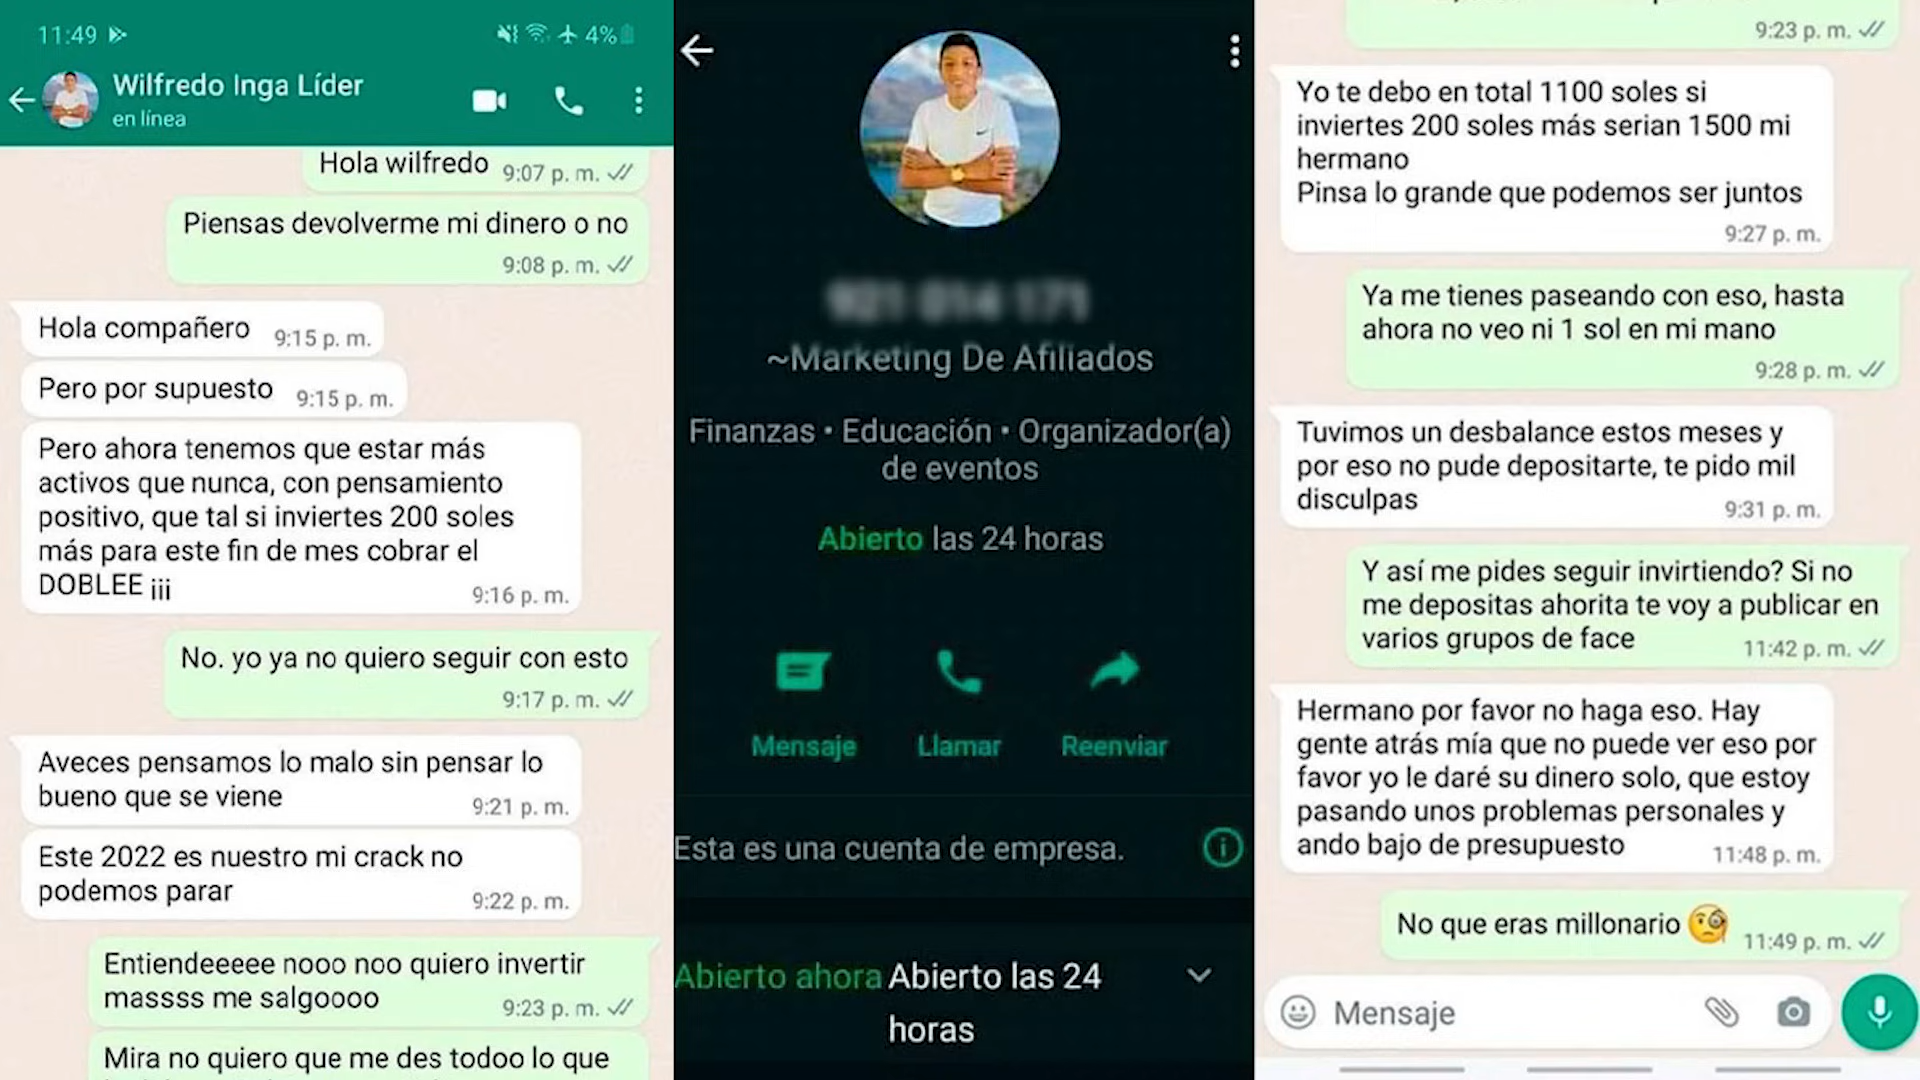 11:49
4%
Wilfredo Inga Líder
en línea
Hola wilfredo 9:07 p. m.
Piensas devolverme mi dinero o no
9:08 p. m.
Hola compañero 9:15 p. m.
Pero por supuesto 9:15 p. m.
Pero ahora tenemos que estar más
activos que nunca, con pensamiento
positivo, que tal si inviertes 200 soles
más para este fin de mes cobrar el
DOBLEE ¡¡¡ 9:16 p. m.
No. yo ya no quiero seguir con esto
9:17 p. m.
Aveces pensamos lo malo sin pensar lo
bueno que se viene 9:21 p. m.
Este 2022 es nuestro mi crack no
podemos parar 9:22 p. m.
Entiendeeeee nooo noo quiero invertir
massss me salgoooo 9:23 p. m.
Mira no quiero que me des todoo lo que
~Marketing De Afiliados
Finanzas • Educación • Organizador(a)
de eventos
Abierto las 24 horas
Mensaje Llamar Reenviar
Esta es una cuenta de empresa.
Abierto ahora Abierto las 24
horas
9:23 p. m.
Yo te debo en total 1100 soles si
inviertes 200 soles más serian 1500 mi
hermano
Pinsa lo grande que podemos ser juntos
9:27 p. m.
Ya me tienes paseando con eso, hasta
ahora no veo ni 1 sol en mi mano
9:28 p. m.
Tuvimos un desbalance estos meses y
por eso no pude depositarte, te pido mil
disculpas 9:31 p. m.
Y así me pides seguir invirtiendo? Si no
me depositas ahorita te voy a publicar en
varios grupos de face 11:42 p. m.
Hermano por favor no haga eso. Hay
gente atrás mía que no puede ver eso por
favor yo le daré su dinero solo, que estoy
pasando unos problemas personales y
ando bajo de presupuesto 11:48 p. m.
No que eras millonario 🧐 11:49 p. m.
Mensaje